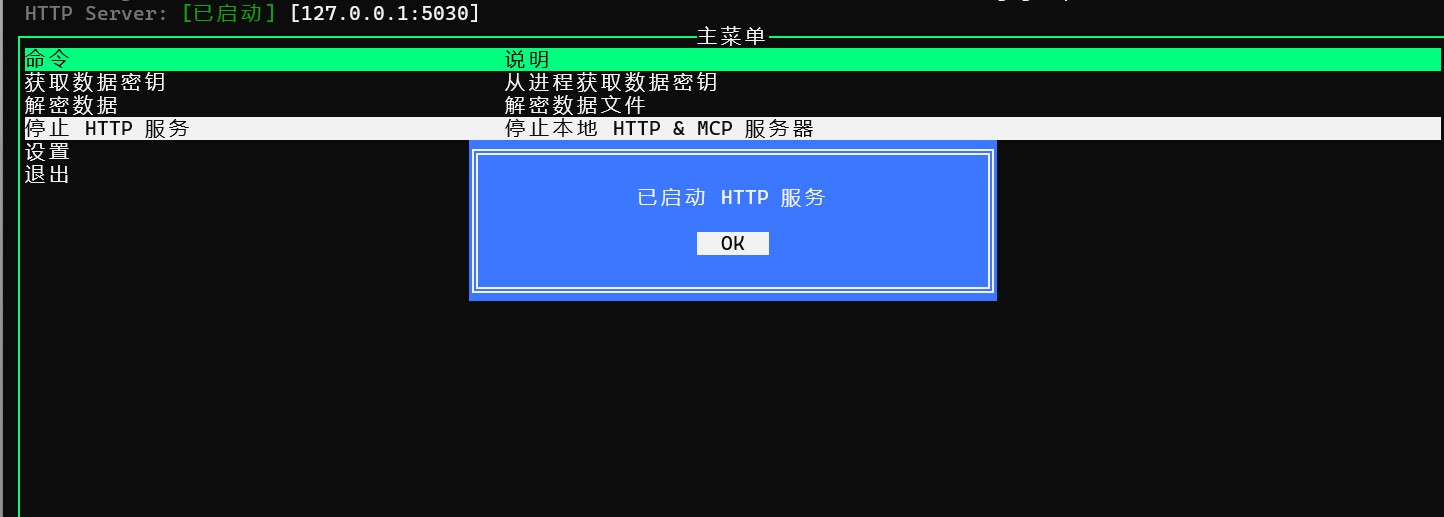 HTTP Server: [已启动] [127.0.0.1:5030]
主菜单
命令 说明
获取数据密钥 从进程获取数据密钥
解密数据 解密数据文件
停止 HTTP 服务 停止本地 HTTP & MCP 服务器
设置
退出
已启动 HTTP 服务
OK